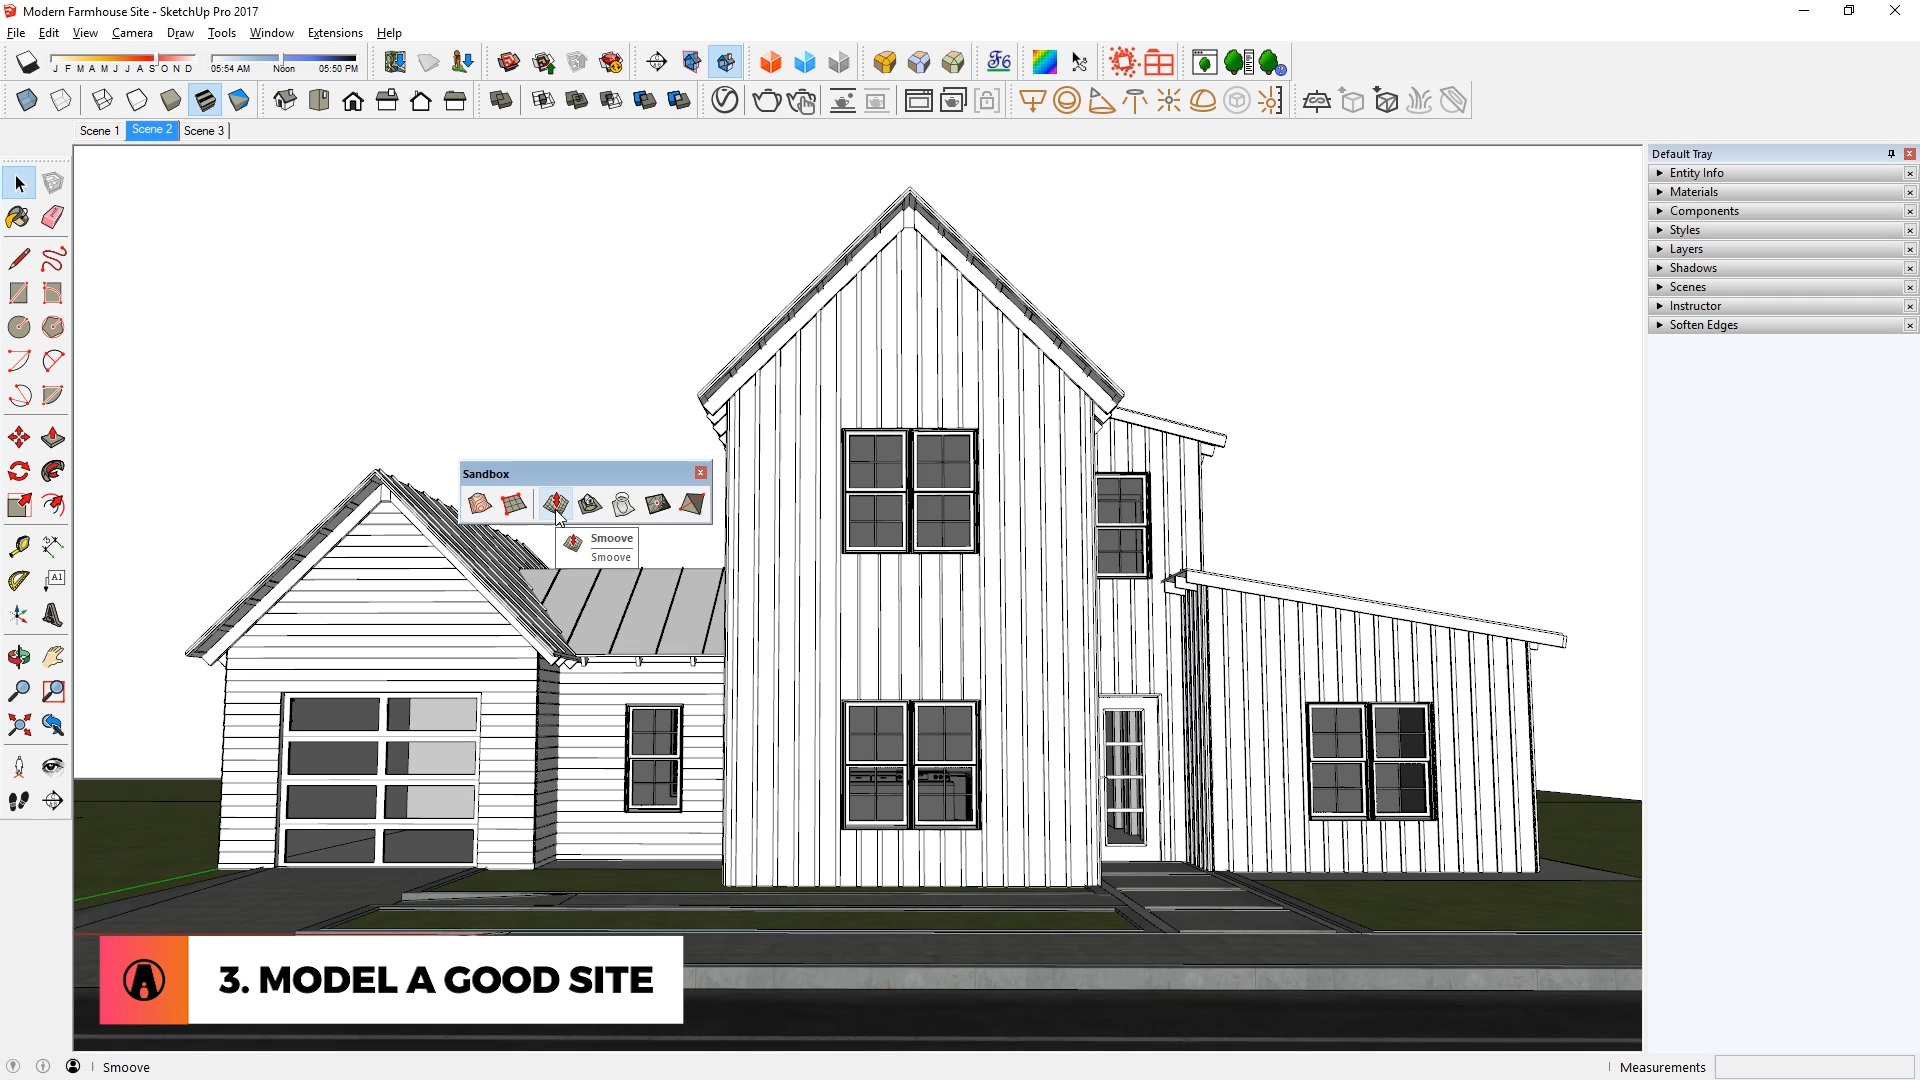 Modern Farmhouse Site - SketchUp Pro 2017
File Edit View Camera Draw Tools Window Extensions Help
J F M A M J J A S O N D
05:54 AM Noon 05:50 PM
F6
Scene 1 Scene 2 Scene 3
Default Tray
Entity Info
Materials
Components
Styles
Layers
Shadows
Scenes
Instructor
Soften Edges
Sandbox
Smoove
Smoove
A1
3. MODEL A GOOD SITE
Smoove
Measurements